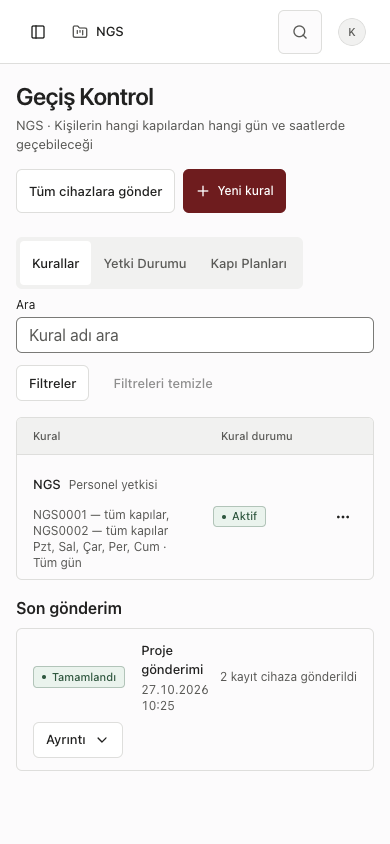 NGS
K
Geçiş Kontrol
NGS · Kişilerin hangi kapılardan hangi gün ve saatlerde
geçebileceği
Tüm cihazlara gönder
Yeni kural
Kurallar
Yetki Durumu
Kapı Planları
Ara
Kural adı ara
Filtreler
Filtreleri temizle
Kural
Kural durumu
NGS Personel yetkisi
NGS0001 — tüm kapılar,
NGS0002 — tüm kapılar
Pzt, Sal, Çar, Per, Cum ·
Tüm gün
Aktif
Son gönderim
Tamamlandı
Proje
gönderimi
27.10.2026
10:25
2 kayıt cihaza gönderildi
Ayrıntı